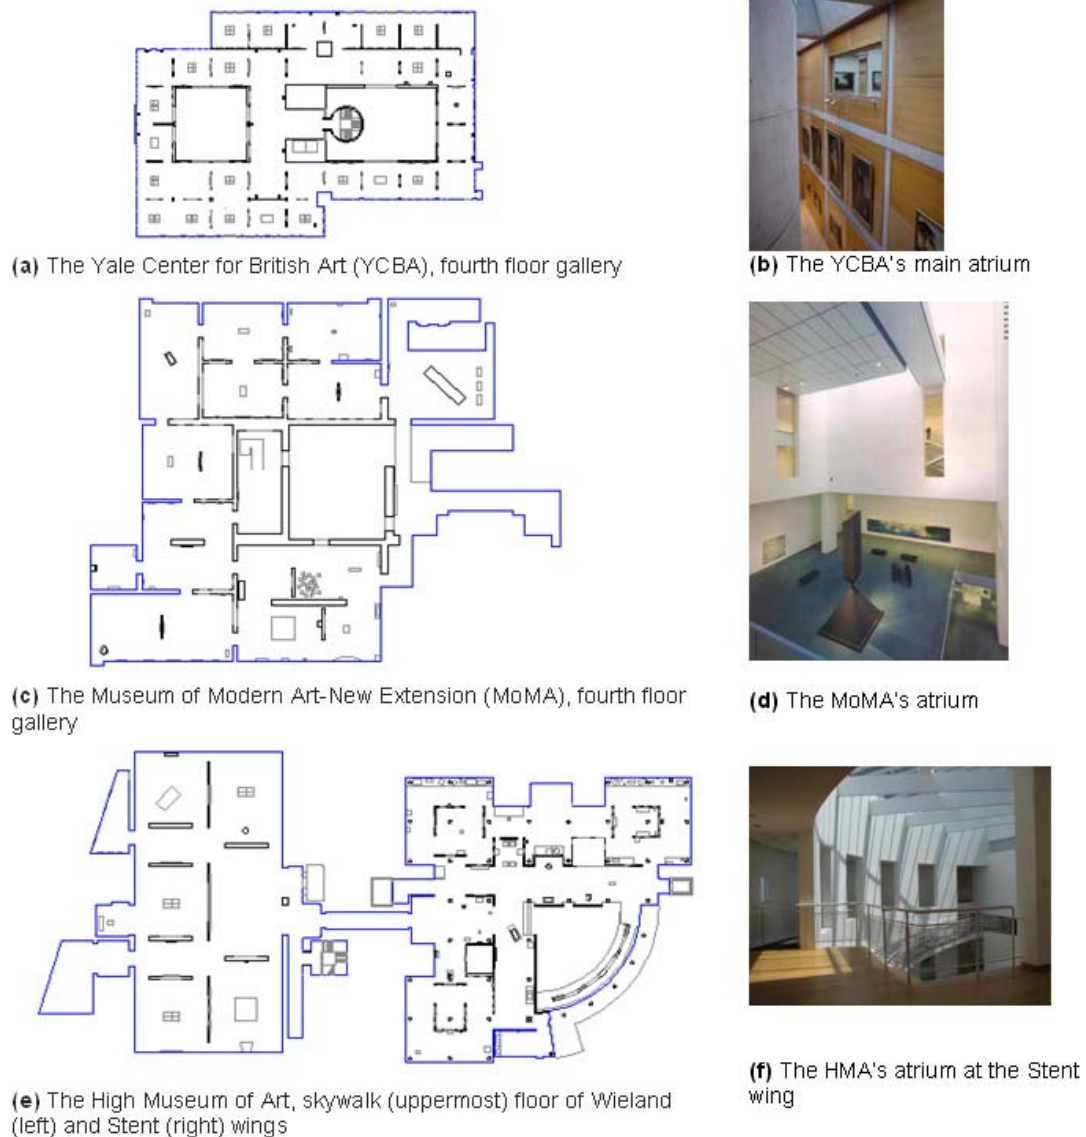 (a) The Yale Center for British Art (YCBA), fourth floor gallery
(b) The YCBA's main atrium
(c) The Museum of Modern Art-New Extension (MoMA), fourth floor
gallery
(d) The MoMA's atrium
(e) The High Museum of Art, skywalk (uppermost) floor of Wieland
(left) and Stent (right) wings
(f) The HMA's atrium at the Stent
wing